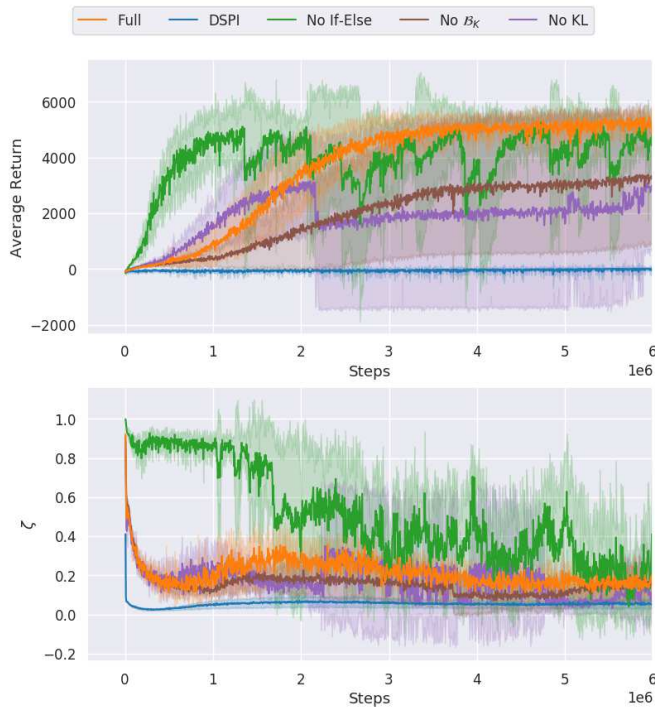 Full DSPI No If-Else No 𝓑_K No KL
6000
4000
2000
0
−2000
Average Return
0 1 2 3 4 5 6
1e6
Steps
1.0
0.8
0.6
0.4
0.2
0.0
−0.2
ζ
0 1 2 3 4 5 6
1e6
Steps